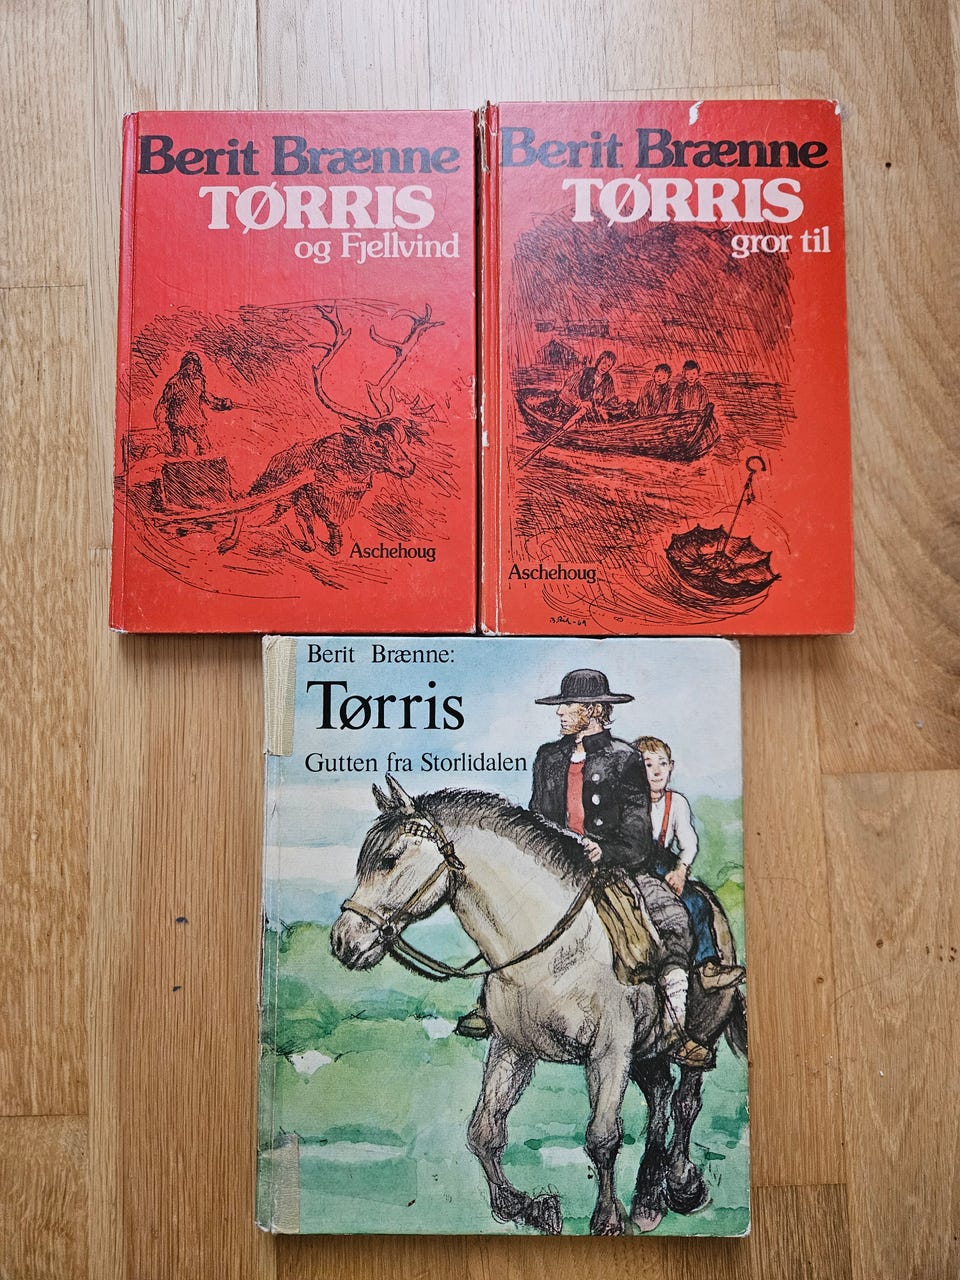 Berit Brænne
TØRRIS
og Fjellvind
Aschehoug
Berit Brænne
TØRRIS
gror til
Aschehoug
Berit Brænne:
Tørris
Gutten fra Storlidalen